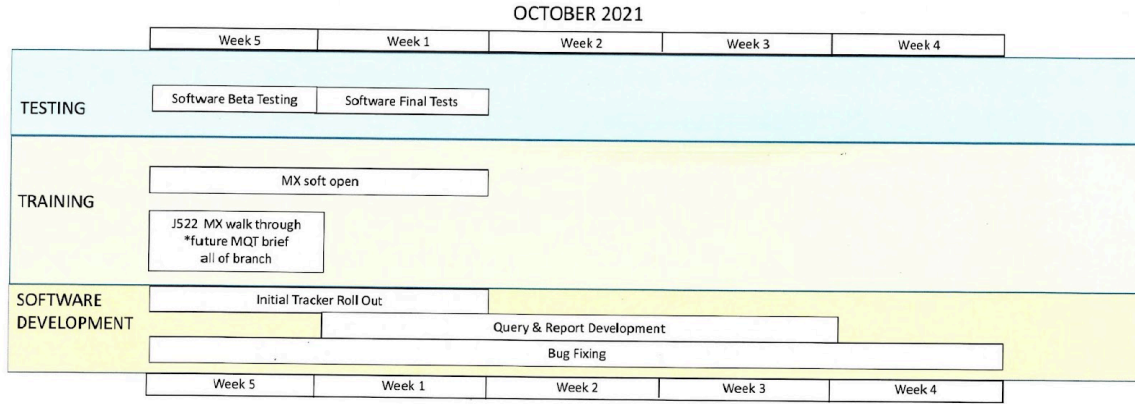 OCTOBER 2021
Week 5 Week 1 Week 2 Week 3 Week 4
TESTING
Software Beta Testing Software Final Tests
TRAINING
MX soft open
J522 MX walk through
*future MQT brief
all of branch
SOFTWARE
DEVELOPMENT
Initial Tracker Roll Out
Query & Report Development
Bug Fixing
Week 5 Week 1 Week 2 Week 3 Week 4